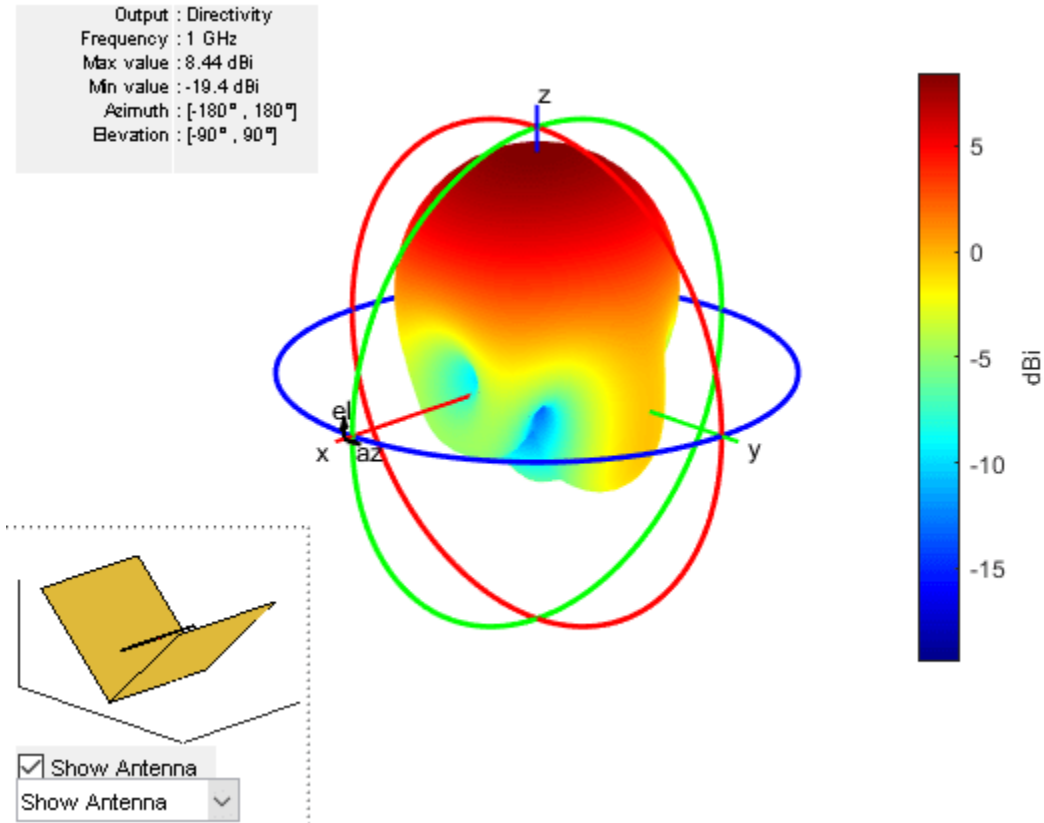 Output : Directivity
Frequency : 1 GHz
Max value : 8.44 dBi
Min value : -19.4 dBi
Azimuth : [-180° , 180°]
Elevation : [-90° , 90°]
z
5
0
-5
dBi
el
x
az
y
-10
-15
Show Antenna
Show Antenna